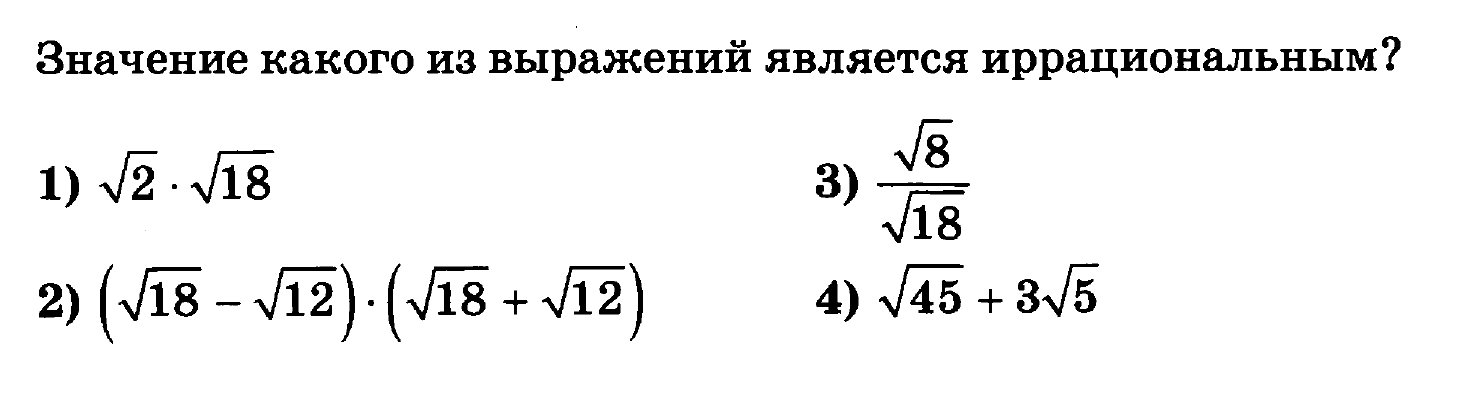 Значение какого из выражений является иррациональным?
1) √2 · √18
2) (√18 − √12) · (√18 + √12)
3) √8 / √18
4) √45 + 3√5